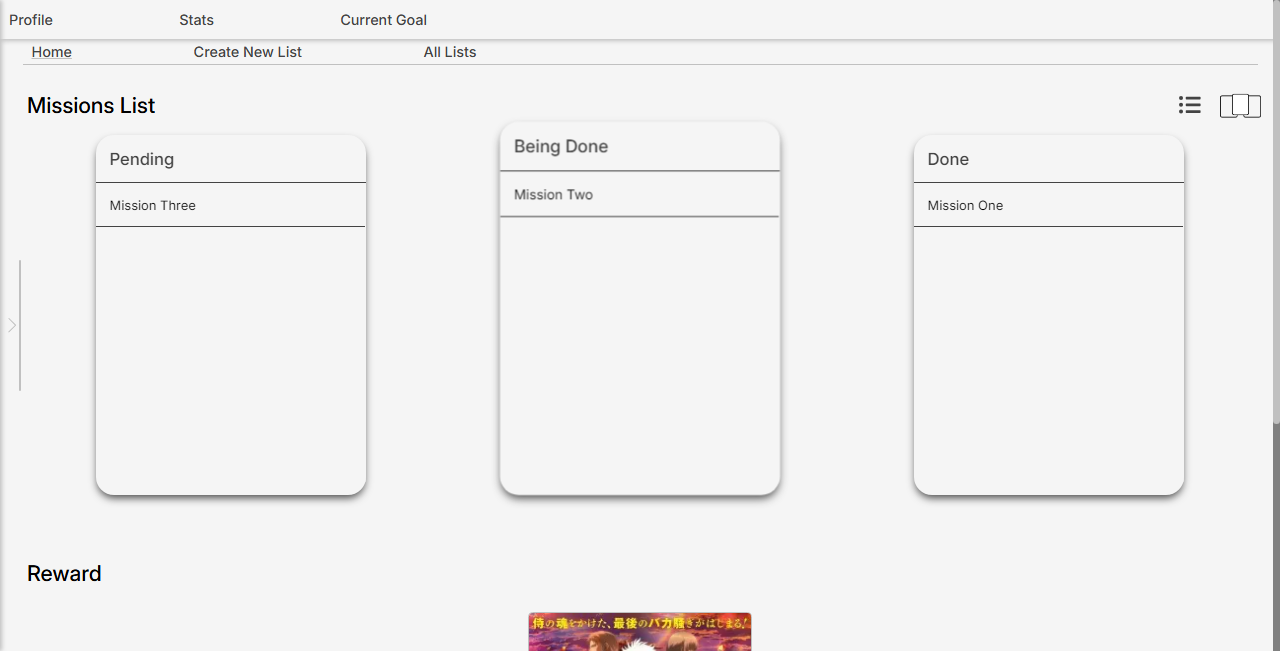 Profile Stats Current Goal
Home Create New List All Lists
Missions List
Pending
Mission Three
Being Done
Mission Two
Done
Mission One
Reward
侍の魂をかけた、最後のバカ騒ぎがはじまる!